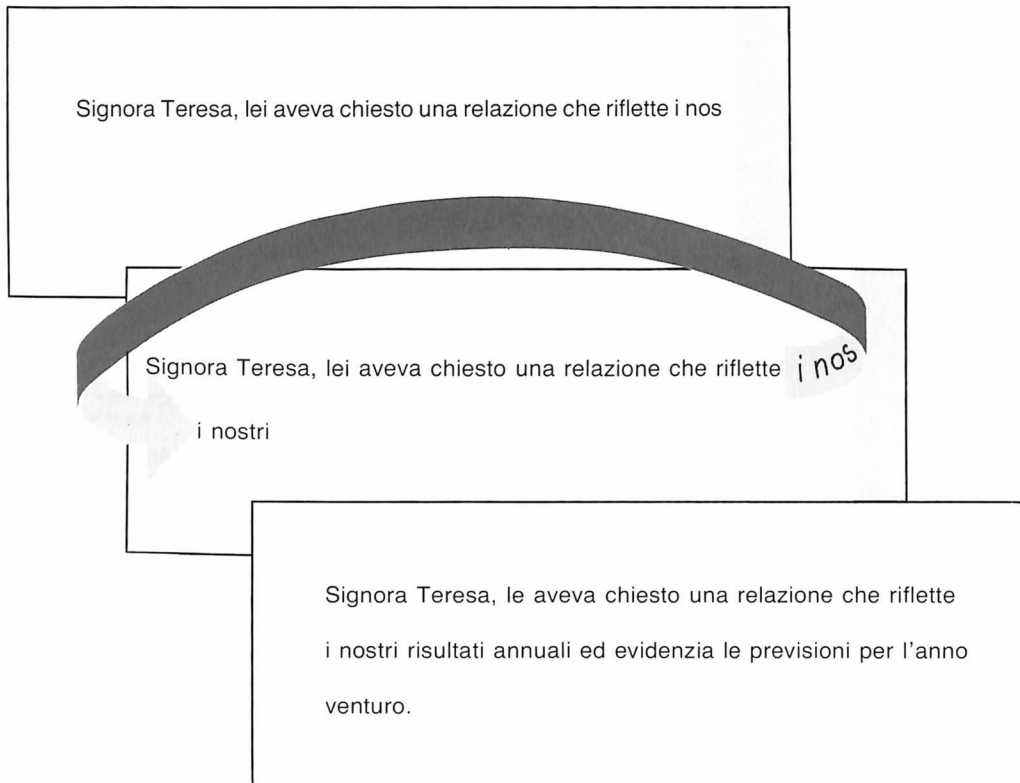 Signora Teresa, lei aveva chiesto una relazione che riflette i nos
Signora Teresa, lei aveva chiesto una relazione che riflette i nos
i nostri
Signora Teresa, le aveva chiesto una relazione che riflette
i nostri risultati annuali ed evidenzia le previsioni per l'anno
venturo.